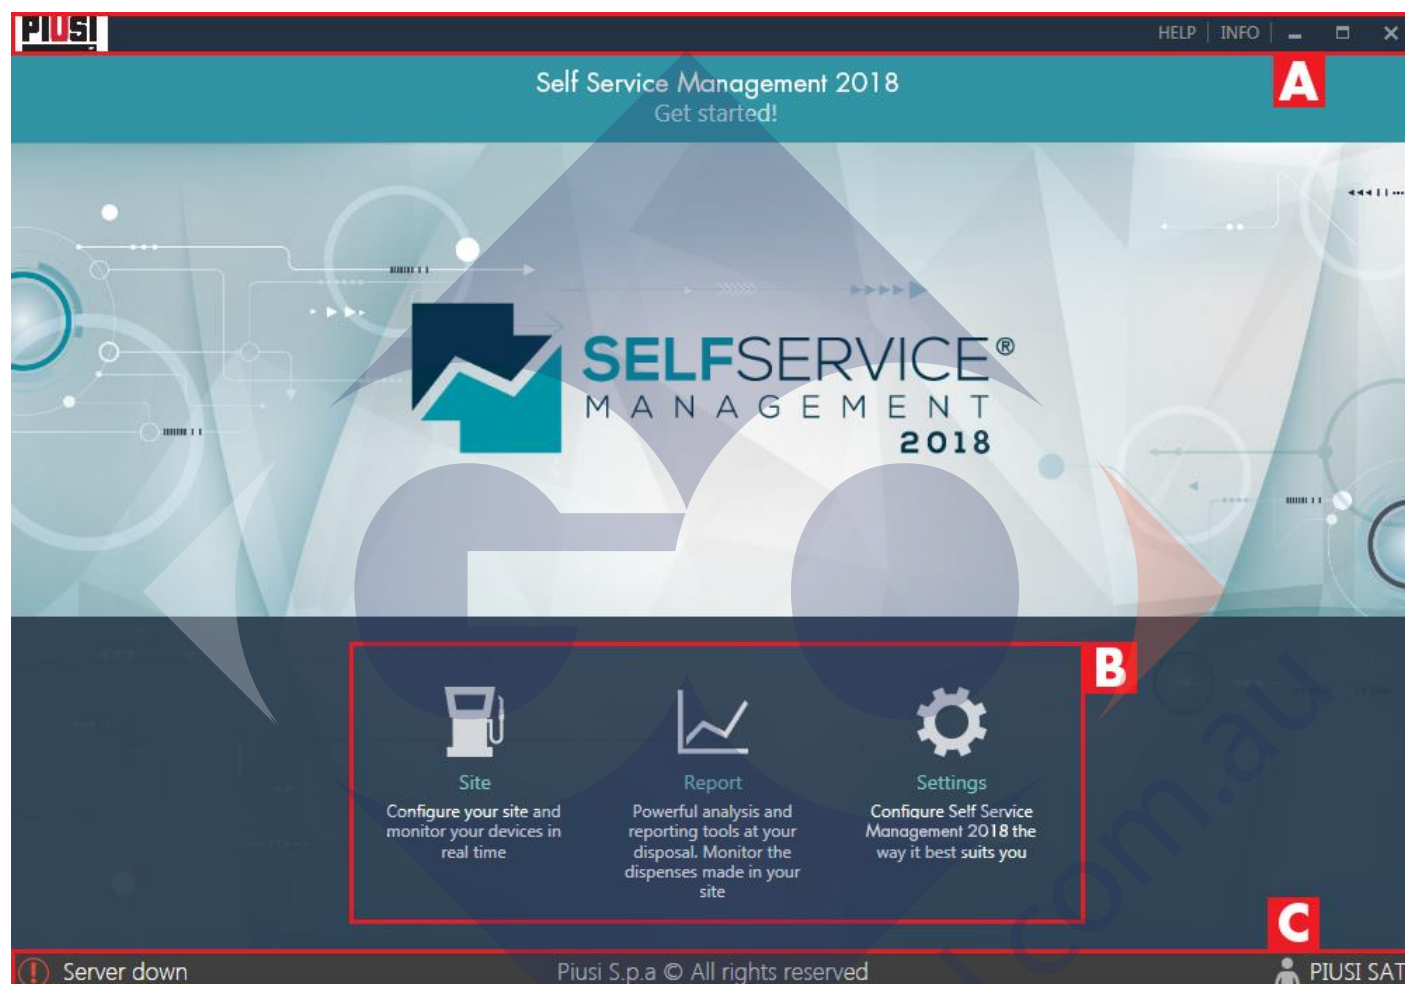 PIUSI
HELP INFO
A
Self Service Management 2018
Get started!
SELFSERVICE®
MANAGEMENT
2018
B
Site
Configure your site and
monitor your devices in
real time
Report
Powerful analysis and
reporting tools at your
disposal. Monitor the
dispenses made in your
site
Settings
Configure Self Service
Management 2018 the
way it best suits you
C
Server down
Piusi S.p.a © All rights reserved
PIUSI SAT
GO
l.com.au